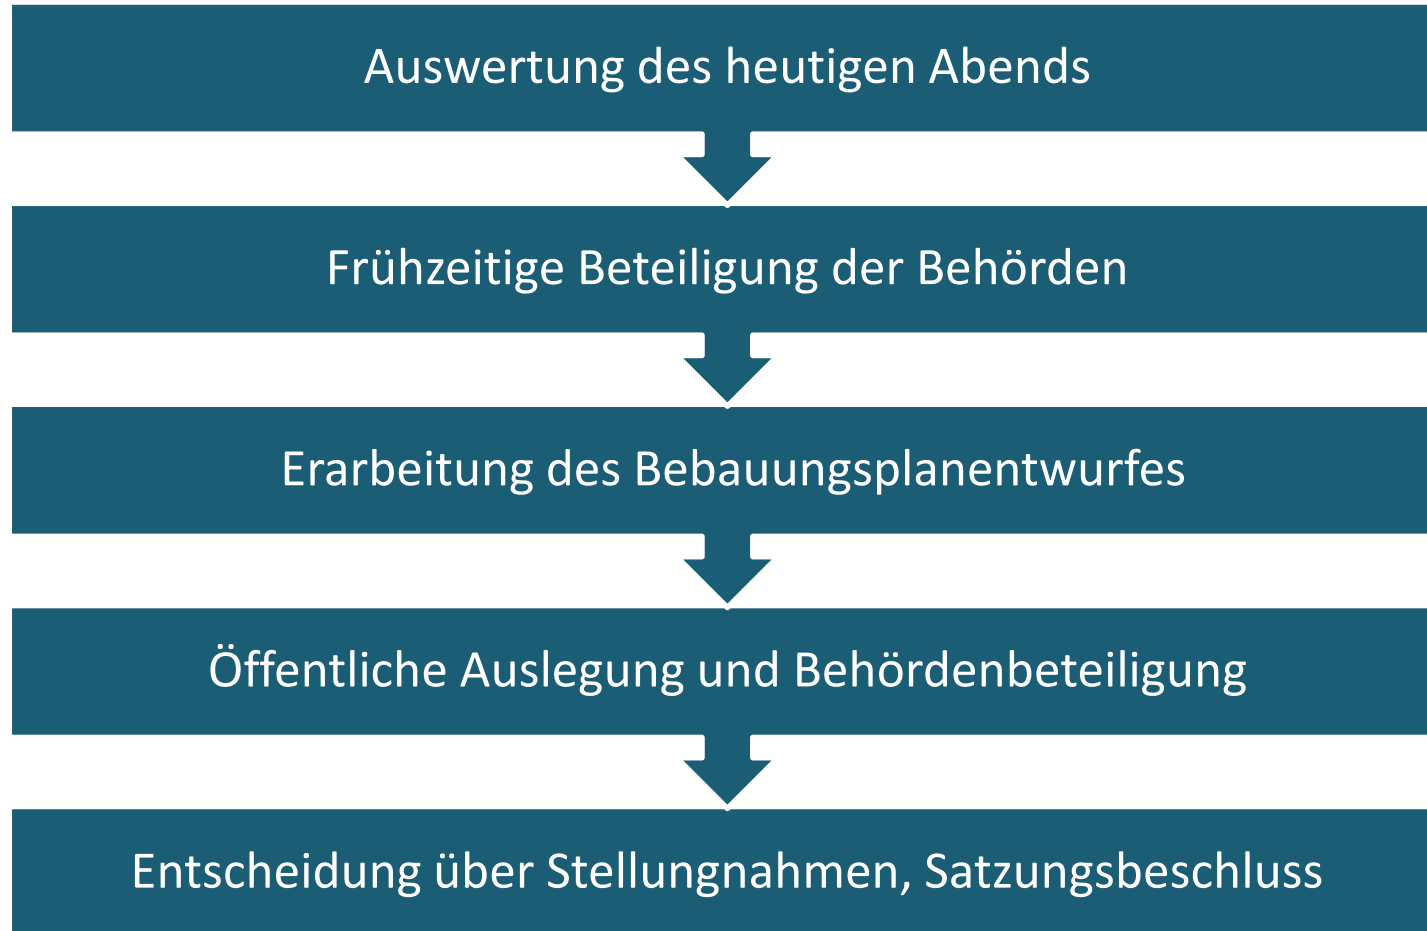 Auswertung des heutigen Abends
Frühzeitige Beteiligung der Behörden
Erarbeitung des Bebauungsplanentwurfes
Öffentliche Auslegung und Behördenbeteiligung
Entscheidung über Stellungnahmen, Satzungsbeschluss